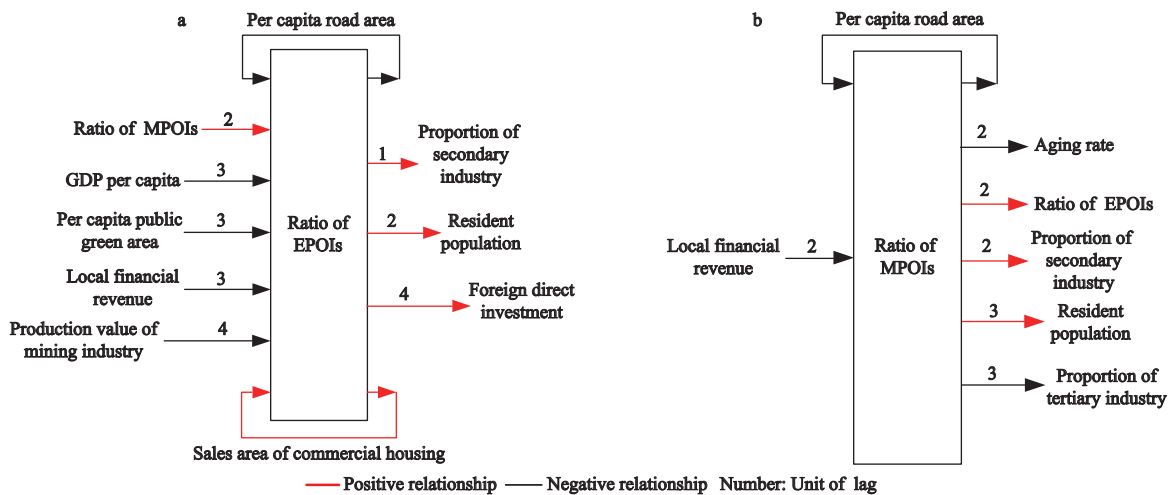 a
Per capita road area
Ratio of MPOIs
2
GDP per capita
3
Per capita public
green area
3
Local financial
revenue
3
Production value of
mining industry
4
Ratio of
EPOIs
1
Proportion of
secondary
industry
2
Resident
population
4
Foreign direct
investment
Sales area of commercial housing
b
Per capita road area
Local financial
revenue
2
Ratio of
MPOIs
2
Aging rate
2
Ratio of EPOIs
2
Proportion of
secondary
industry
3
Resident
population
3
Proportion of
tertiary industry
Positive relationship Negative relationship Number: Unit of lag